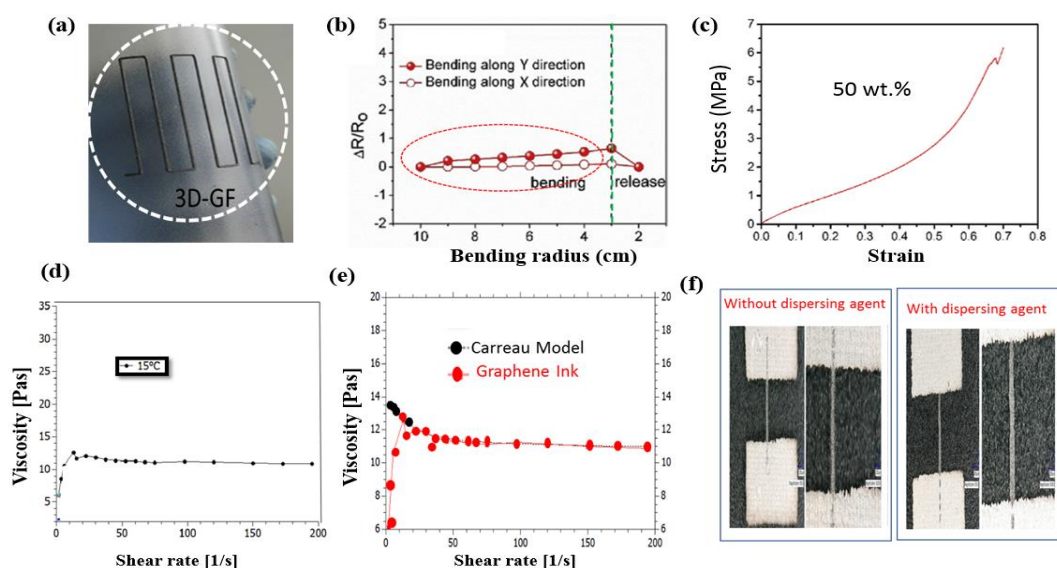 (a)
3D-GF
(b)
5
4
3
2
1
0
-1
-2
ΔR/R₀
Bending along Y direction
Bending along X direction
bending
release
10
8
6
4
2
Bending radius (cm)
(c)
7
6
5
4
3
2
1
0
Stress (MPa)
50 wt.%
0.0
0.1
0.2
0.3
0.4
0.5
0.6
0.7
0.8
Strain
(d)
35
30
25
20
15
10
5
Viscosity [Pas]
15°C
0
50
100
150
200
Shear rate [1/s]
(e)
20
18
16
14
12
10
8
6
Viscosity [Pas]
Carreau Model
Graphene Ink
20
18
16
14
12
10
8
6
0
50
100
150
200
Shear rate [1/s]
(f)
Without dispersing agent
With dispersing agent